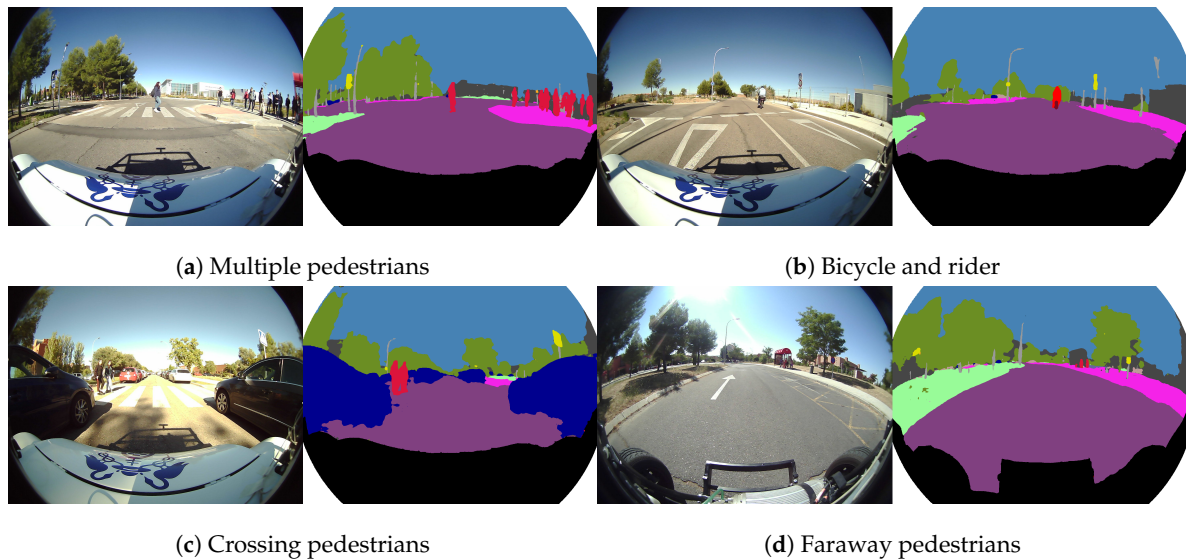 (a) Multiple pedestrians
(b) Bicycle and rider
(c) Crossing pedestrians
(d) Faraway pedestrians